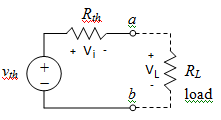 Rth a
+ Vi -
+
Vth + VL RL
-
- b load